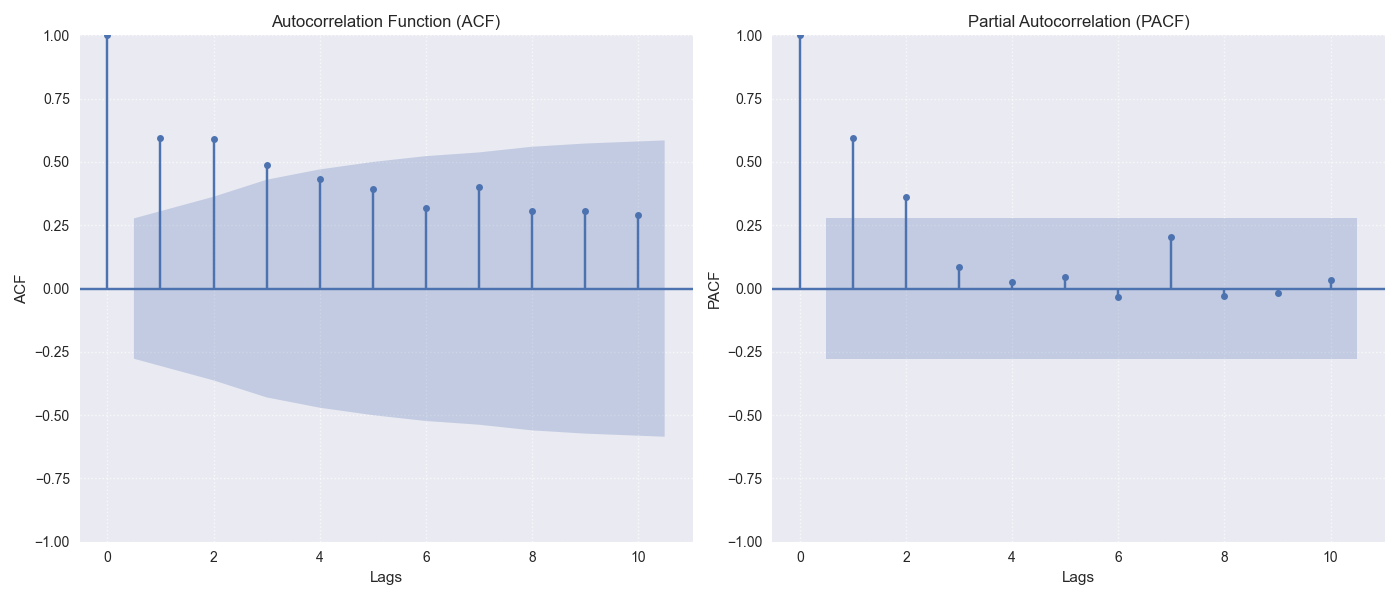 Autocorrelation Function (ACF)
1.00
0.75
0.50
0.25
0.00
−0.25
−0.50
−0.75
−1.00
ACF
0 2 4 6 8 10
Lags
Partial Autocorrelation (PACF)
1.00
0.75
0.50
0.25
0.00
−0.25
−0.50
−0.75
−1.00
PACF
0 2 4 6 8 10
Lags